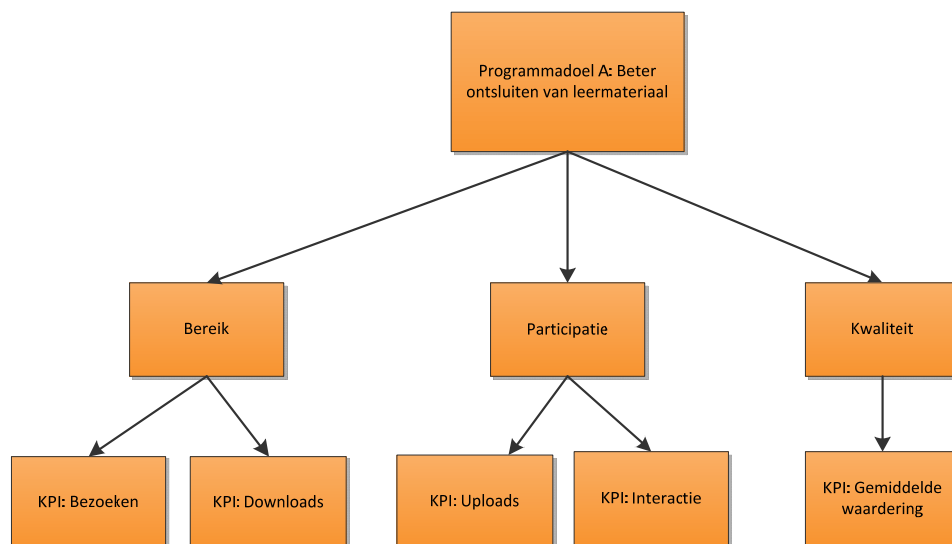 Programmadoel A: Beter
ontsluiten van leermateriaal
Bereik
Participatie
Kwaliteit
KPI: Bezoeken
KPI: Downloads
KPI: Uploads
KPI: Interactie
KPI: Gemiddelde
waardering